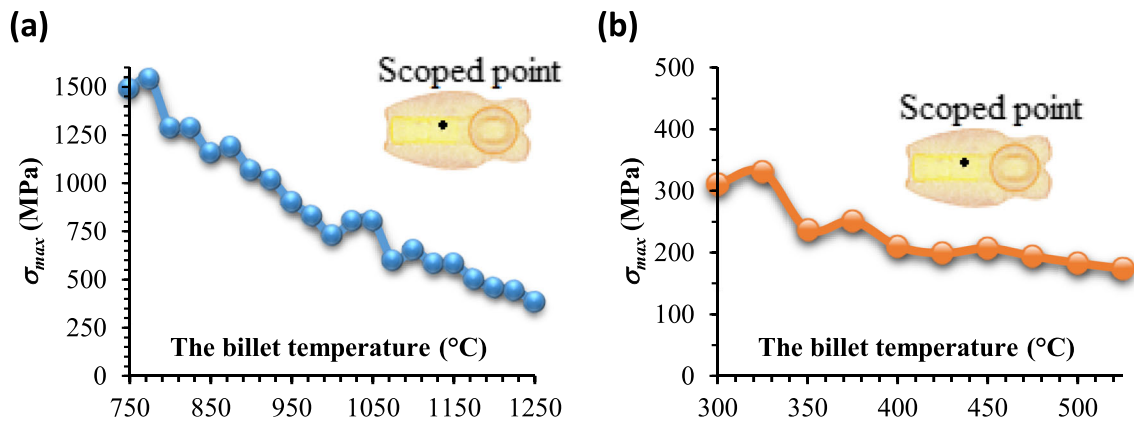 (a)
Scoped point
1500
1250
1000
750
500
250
0
σmax (MPa)
The billet temperature (°C)
750 850 950 1050 1150 1250
(b)
Scoped point
500
400
300
200
100
0
σmax (MPa)
The billet temperature (°C)
300 350 400 450 500